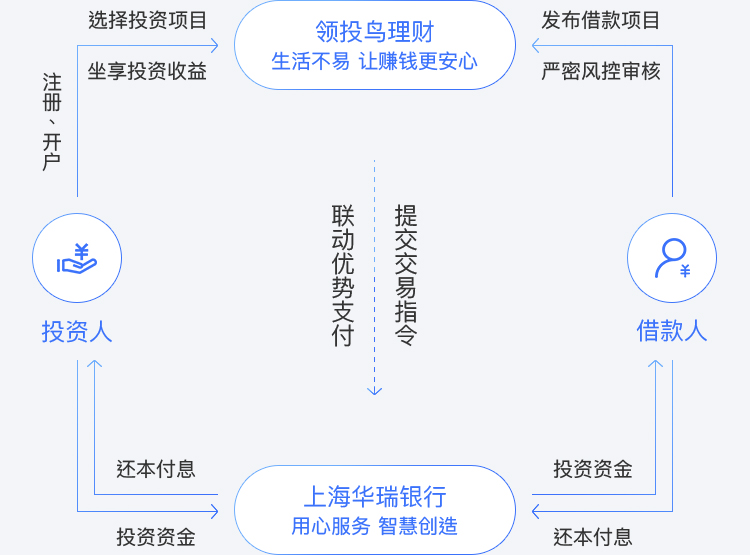 选择投资项目
坐享投资收益
注册、开户
领投鸟理财
生活不易 让赚钱更安心
发布借款项目
严密风控审核
联动优势支付
提交交易指令
¥
投资人
¥
借款人
还本付息
投资资金
上海华瑞银行
用心服务 智慧创造
投资资金
还本付息